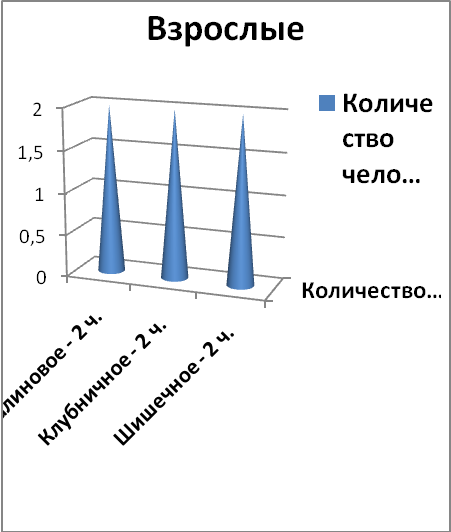 Взрослые
2
1,5
1
0,5
0
Количе
ство
чело...
Количество...
линовое - 2 ч.
Клубничное - 2 ч.
Шишечное - 2 ч.